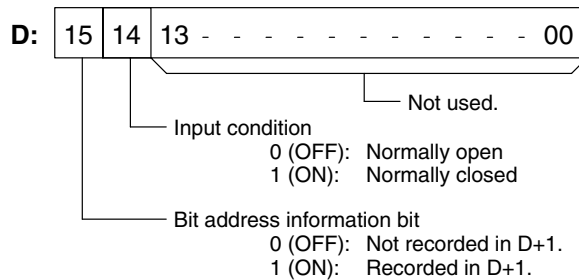 D: 15 14 13 - - - - - - - - - - - - 00
Not used.
Input condition
0 (OFF): Normally open
1 (ON): Normally closed
Bit address information bit
0 (OFF): Not recorded in D+1.
1 (ON): Recorded in D+1.